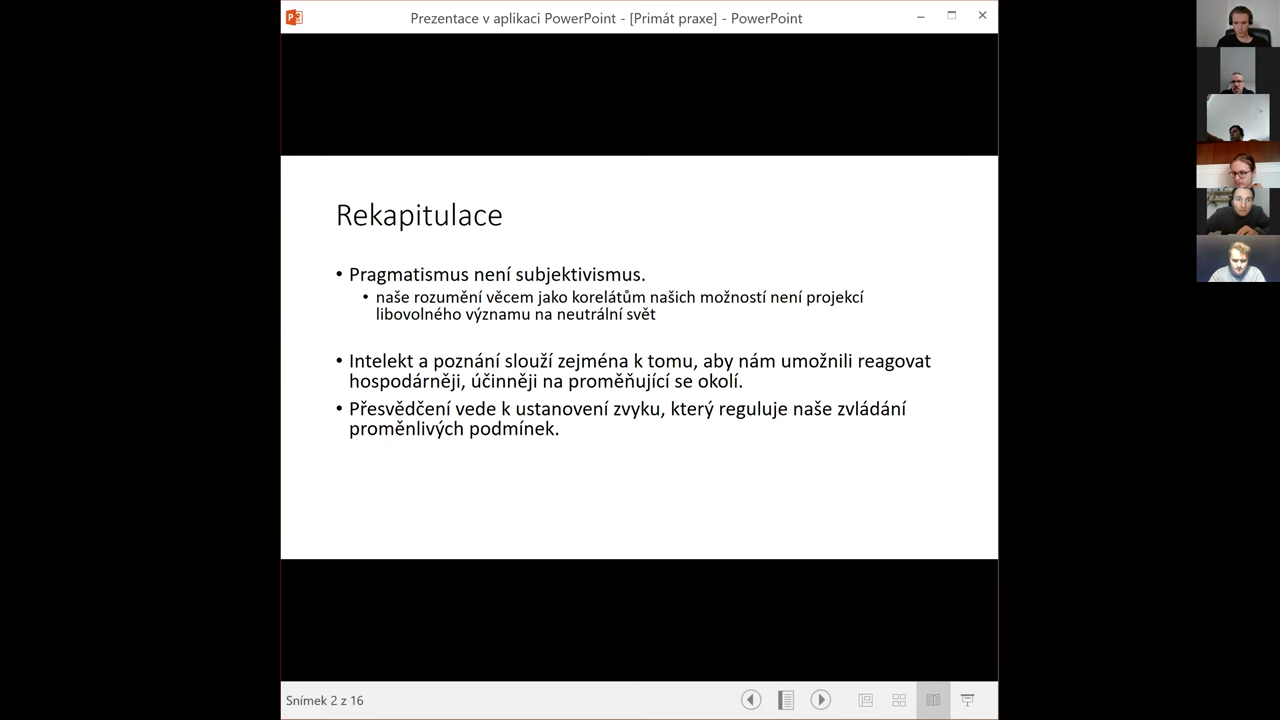 Prezentace v aplikaci PowerPoint - [Primát praxe] - PowerPoint
Rekapitulace
• Pragmatismus není subjektivismus.
• naše rozumění věcem jako korelátům našich možností není projekcí
libovolného významu na neutrální svět
• Intelekt a poznání slouží zejména k tomu, aby nám umožnili reagovat
hospodárněji, účinněji na proměňující se okolí.
• Přesvědčení vede k ustanovení zvyku, který reguluje naše zvládání
proměnlivých podmínek.
Snímek 2 z 16